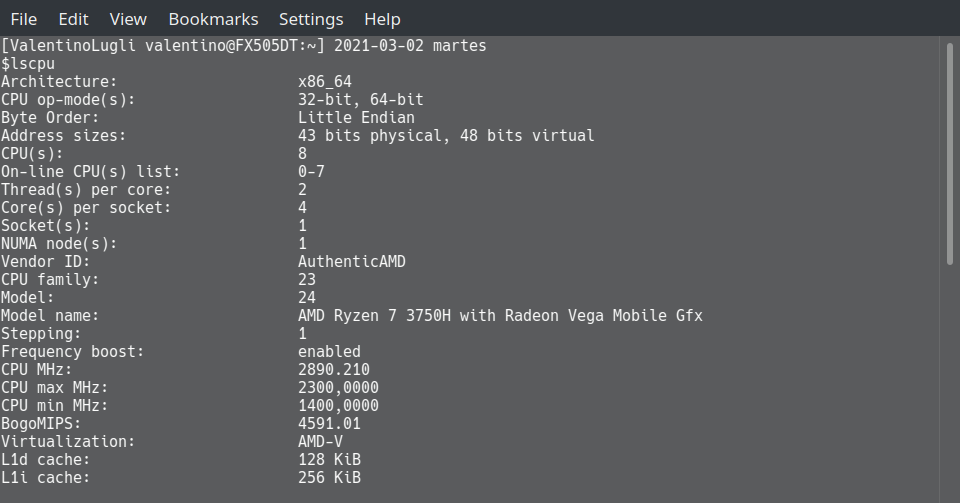 File Edit View Bookmarks Settings Help
[ValentinoLugli valentino@FX505DT:~] 2021-03-02 martes
$lscpu
Architecture: x86_64
CPU op-mode(s): 32-bit, 64-bit
Byte Order: Little Endian
Address sizes: 43 bits physical, 48 bits virtual
CPU(s): 8
On-line CPU(s) list: 0-7
Thread(s) per core: 2
Core(s) per socket: 4
Socket(s): 1
NUMA node(s): 1
Vendor ID: AuthenticAMD
CPU family: 23
Model: 24
Model name: AMD Ryzen 7 3750H with Radeon Vega Mobile Gfx
Stepping: 1
Frequency boost: enabled
CPU MHz: 2890.210
CPU max MHz: 2300,0000
CPU min MHz: 1400,0000
BogoMIPS: 4591.01
Virtualization: AMD-V
L1d cache: 128 KiB
L1i cache: 256 KiB